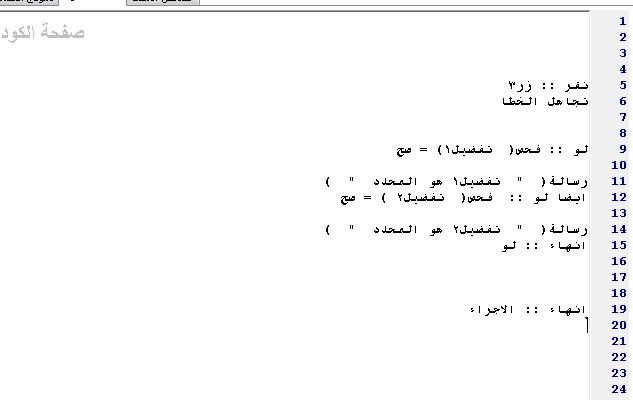 صفحة الكود
1
2
3
4
5 نقر :: زر٣
6 تجاهل الخطا
7
8
9 لو :: فحص( تفضيل١) = صح
10
11 رسالة( " تفضيل١ هو المحدد " )
12 ايضا لو :: فحص( تفضيل٢ ) = صح
13
14 رسالة( " تفضيل٢ هو المحدد " )
15 انهاء :: لو
16
17
18
19 انهاء :: الاجراء
20
21
22
23
24